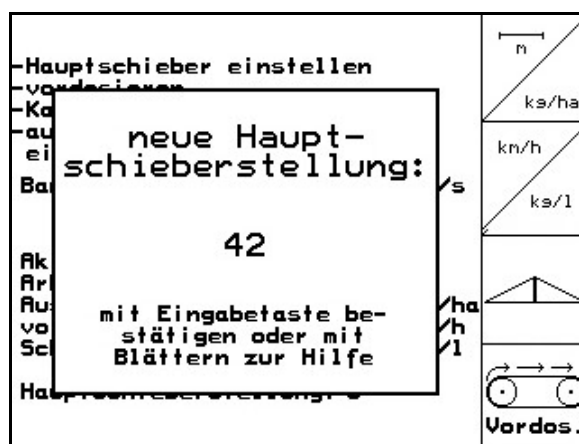 -Hauptschieber einstellen
neue Haupt-
schieberstellung:
42
mit Eingabetaste be-
stätigen oder mit
Blättern zur Hilfe
/s
/ha
/h
/l
m
kg/ha
km/h
kg/l
Vordos.